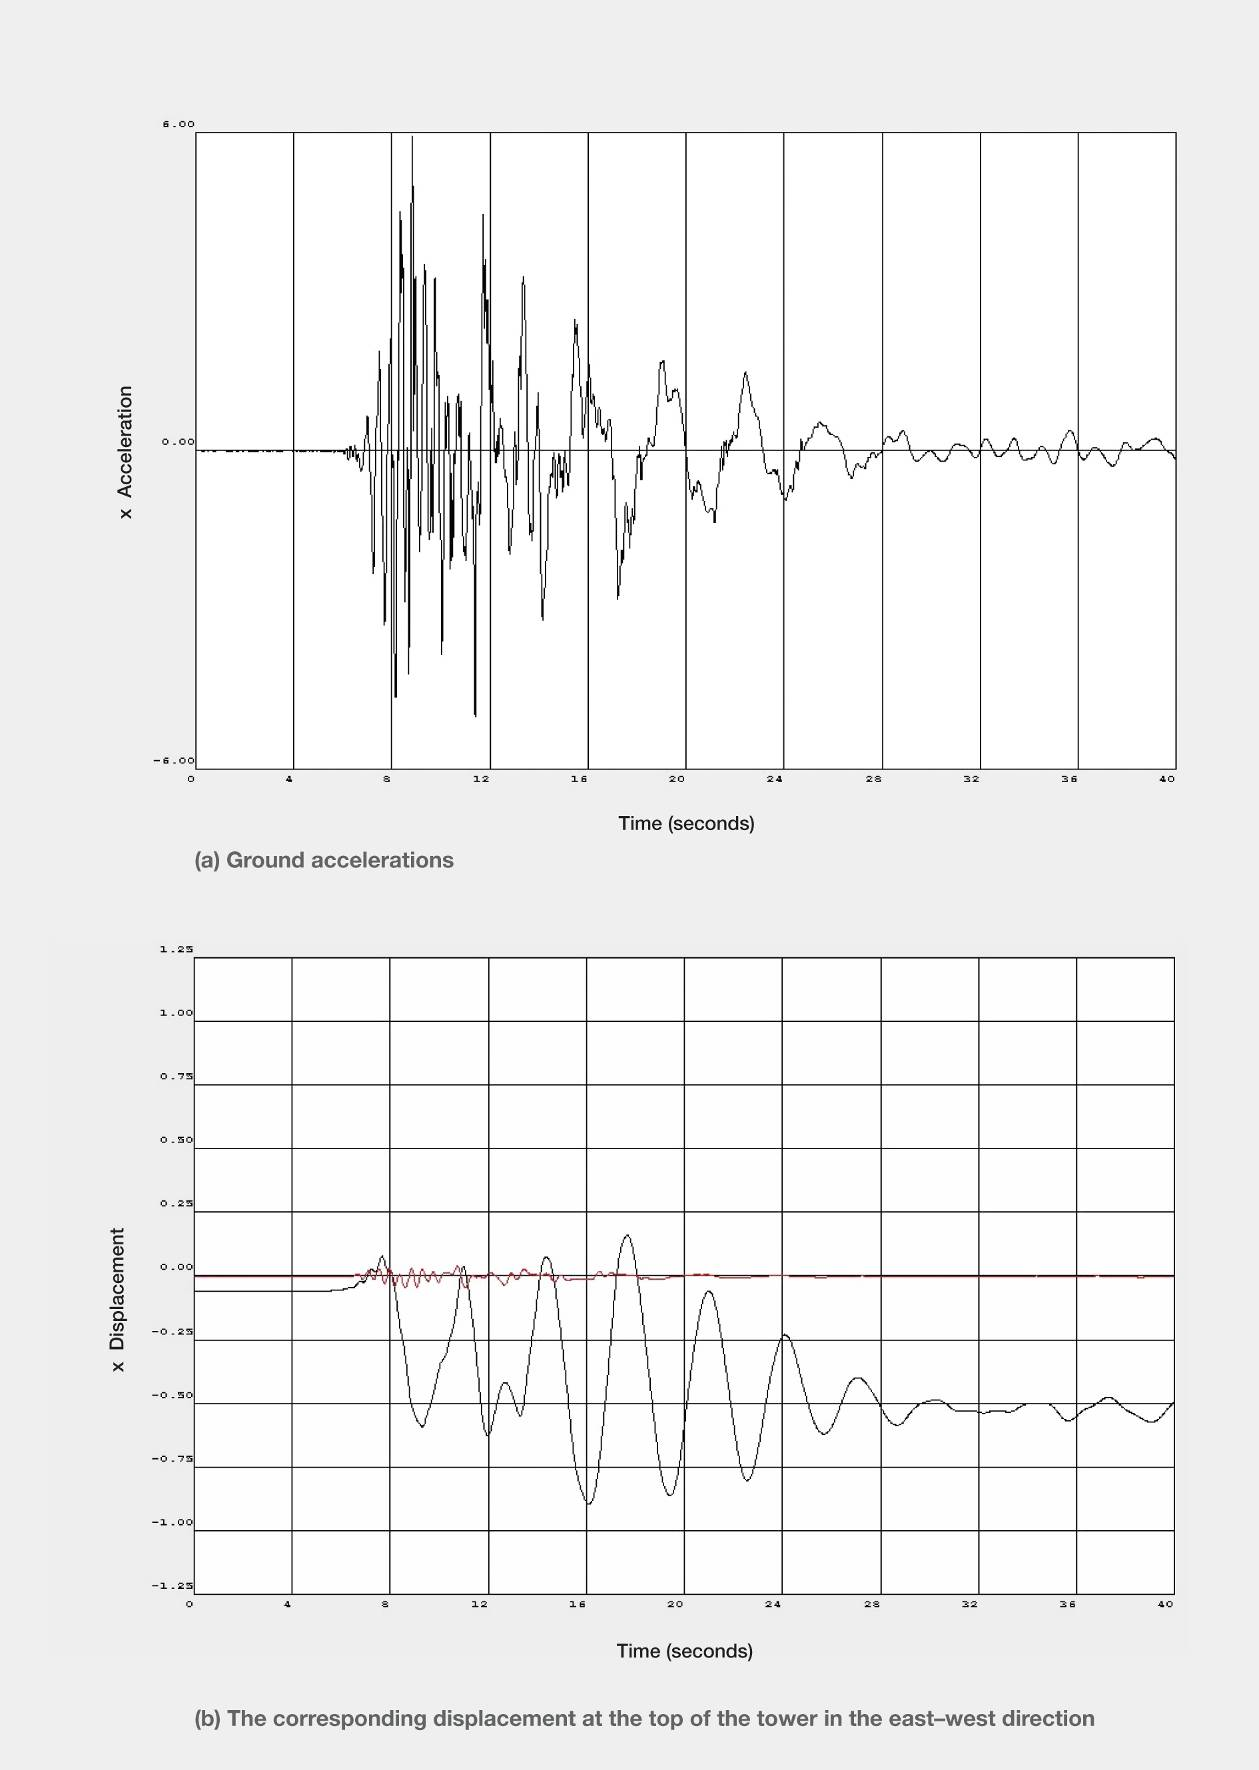 6.00
x Acceleration
0.00
-6.00
0 4 8 12 16 20 24 28 32 36 40
Time (seconds)
(a) Ground accelerations
1.25
1.00
0.75
0.50
0.25
x Displacement
0.00
-0.25
-0.50
-0.75
-1.00
-1.25
0 4 8 12 16 20 24 28 32 36 40
Time (seconds)
(b) The corresponding displacement at the top of the tower in the east–west direction